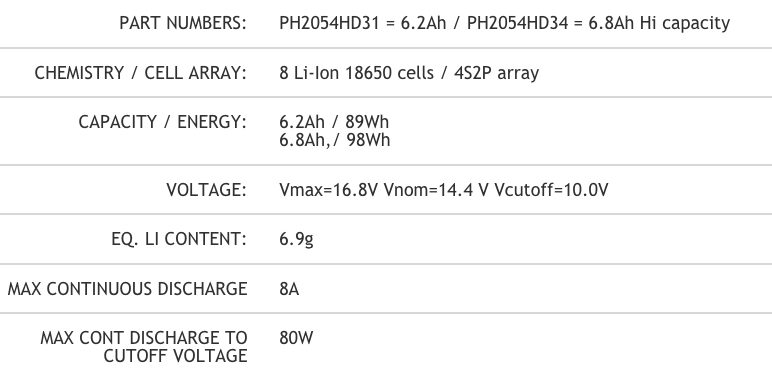 PART NUMBERS: PH2054HD31 = 6.2Ah / PH2054HD34 = 6.8Ah Hi capacity
CHEMISTRY / CELL ARRAY: 8 Li-Ion 18650 cells / 4S2P array
CAPACITY / ENERGY: 6.2Ah / 89Wh
6.8Ah,/ 98Wh
VOLTAGE: Vmax=16.8V Vnom=14.4 V Vcutoff=10.0V
EQ. LI CONTENT: 6.9g
MAX CONTINUOUS DISCHARGE 8A
MAX CONT DISCHARGE TO 80W
CUTOFF VOLTAGE